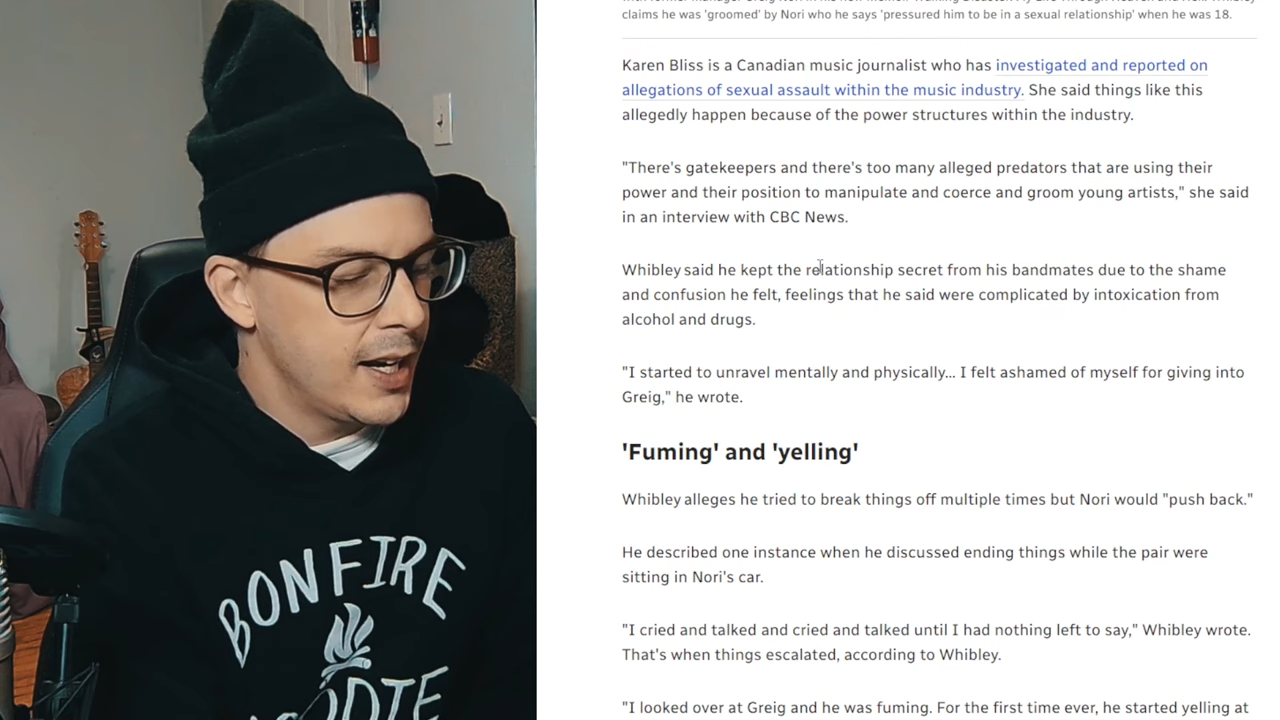 claims he was 'groomed' by Nori who he says 'pressured him to be in a sexual relationship' when he was 18.
Karen Bliss is a Canadian music journalist who has investigated and reported on
allegations of sexual assault within the music industry. She said things like this
allegedly happen because of the power structures within the industry.
"There's gatekeepers and there's too many alleged predators that are using their
power and their position to manipulate and coerce and groom young artists," she said
in an interview with CBC News.
Whibley said he kept the relationship secret from his bandmates due to the shame
and confusion he felt, feelings that he said were complicated by intoxication from
alcohol and drugs.
"I started to unravel mentally and physically... I felt ashamed of myself for giving into
Greig," he wrote.
'Fuming' and 'yelling'
Whibley alleges he tried to break things off multiple times but Nori would "push back."
He described one instance when he discussed ending things while the pair were
sitting in Nori's car.
"I cried and talked and cried and talked until I had nothing left to say," Whibley wrote.
That's when things escalated, according to Whibley.
"I looked over at Greig and he was fuming. For the first time ever, he started yelling at
BONFIRE